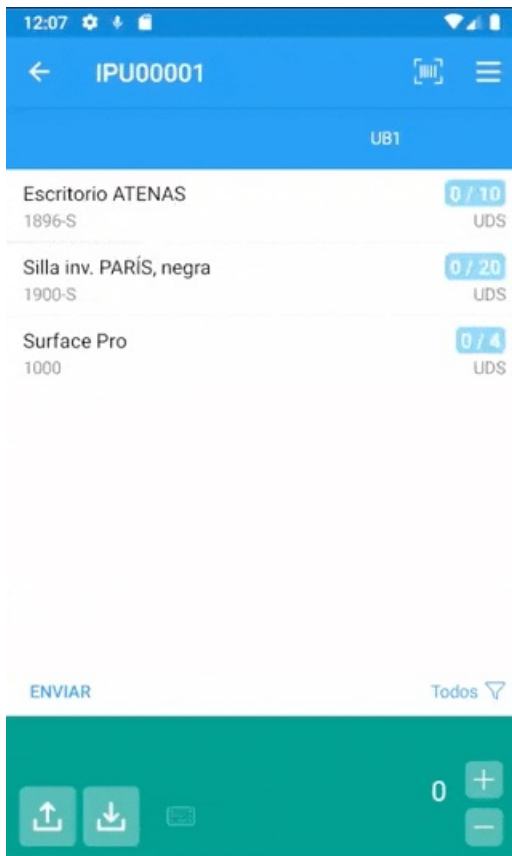 12:07
IPU00001
UB1
Escritorio ATENAS
0 / 10
1896-S
UDS
Silla inv. PARÍS, negra
0 / 20
1900-S
UDS
Surface Pro
0 / 4
1000
UDS
ENVIAR
Todos
0